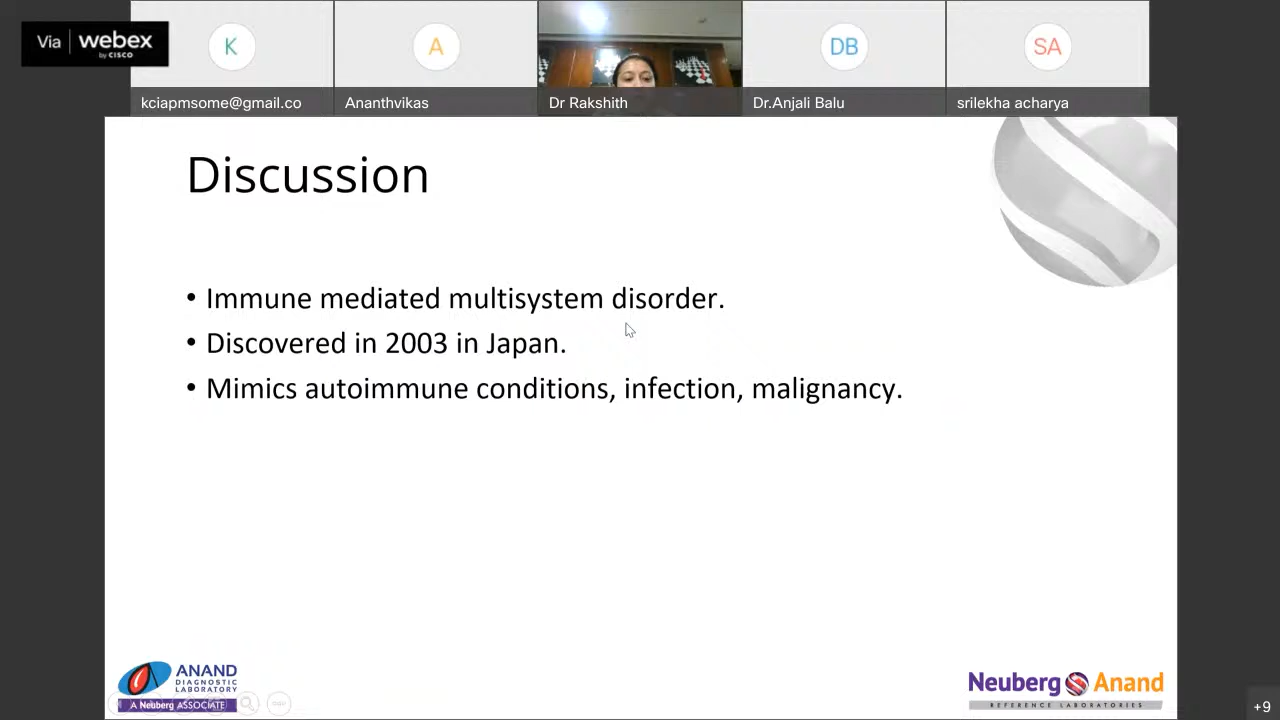 Via webex
by CISCO
K
A
DB
SA
kciapmsome@gmail.co
Ananthvikas
Dr Rakshith
Dr.Anjali Balu
srilekha acharya
Discussion
• Immune mediated multisystem disorder.
• Discovered in 2003 in Japan.
• Mimics autoimmune conditions, infection, malignancy.
ANAND
DIAGNOSTIC
LABORATORY
A Neuberg ASSOCIATE
Neuberg Anand
REFERENCE LABORATORIES
+9